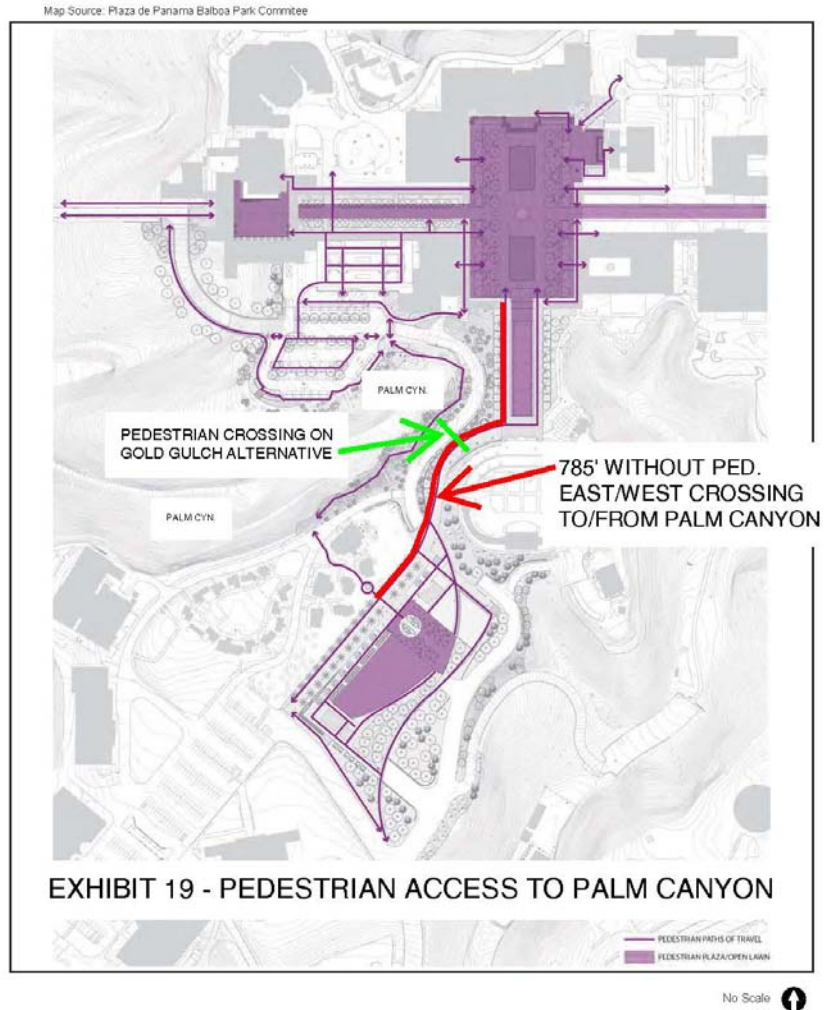 Map Source: Plaza de Panama Balboa Park Commitee
PALM CYN.
PEDESTRIAN CROSSING ON
GOLD GULCH ALTERNATIVE
785' WITHOUT PED.
EAST/WEST CROSSING
TO/FROM PALM CANYON
PALM CYN.
EXHIBIT 19 - PEDESTRIAN ACCESS TO PALM CANYON
PEDESTRIAN PATHS OF TRAVEL
PEDESTRIAN PLAZA/OPEN LAWN
No Scale